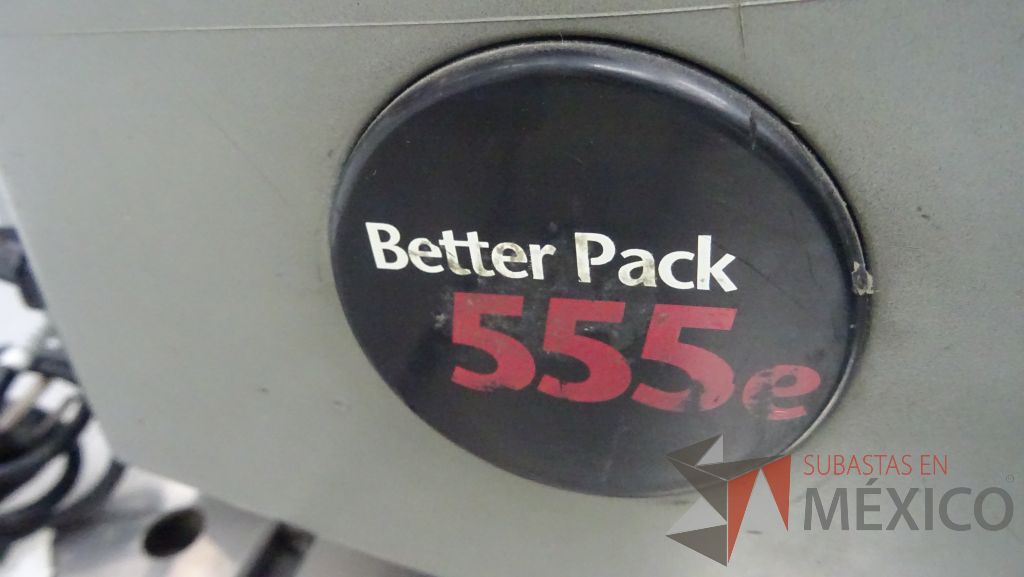 Better Pack
555e
SUBASTAS EN
MÉXICO